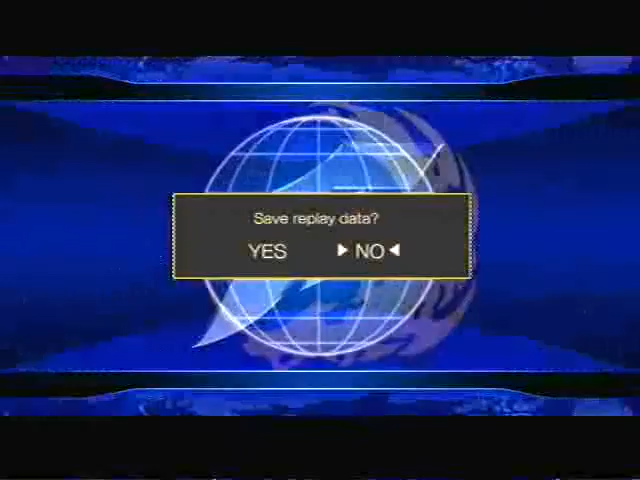 Save replay data?
YES ▶NO◀